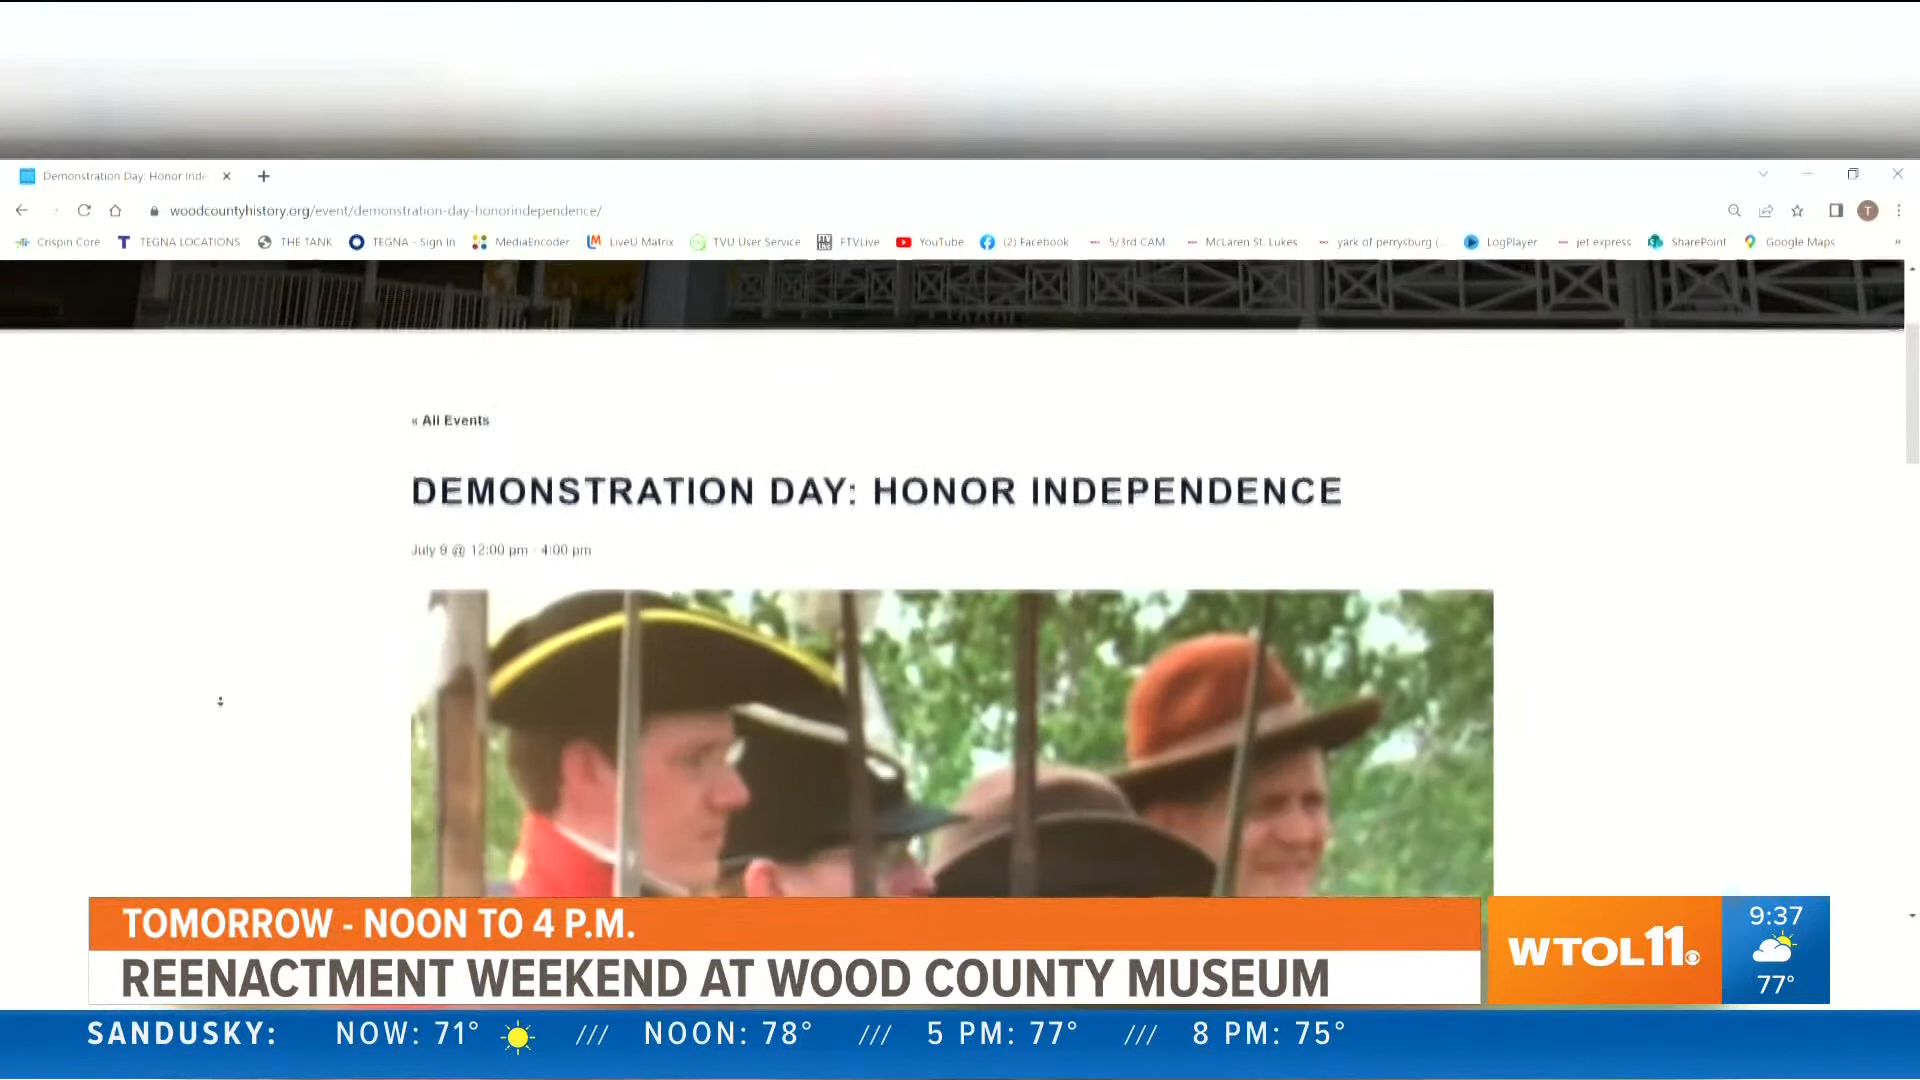 Demonstration Day: Honor Inde
woodcountyhistory.org/event/demonstration-day-honorindependence/
T
Crispin Core
TEGNA LOCATIONS
THE TANK
TEGNA - Sign In
MediaEncoder
LiveU Matrix
TVU User Service
FTVLive
YouTube
(2) Facebook
5/3rd CAM
McLaren St. Lukes
yark of perrysburg (...
LogPlayer
jet express
SharePoint
Google Maps
»
« All Events
DEMONSTRATION DAY: HONOR INDEPENDENCE
July 9 @ 12:00 pm - 4:00 pm
TOMORROW - NOON TO 4 P.M.
REENACTMENT WEEKEND AT WOOD COUNTY MUSEUM
WTOL11
9:37
77°
SANDUSKY: NOW: 71° /// NOON: 78° /// 5 PM: 77° /// 8 PM: 75°